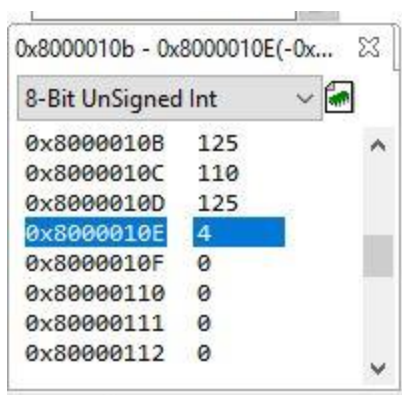 0x8000010b - 0x8000010E(-0x...
8-Bit UnSigned Int
0x8000010B 125
0x8000010C 110
0x8000010D 125
0x8000010E 4
0x8000010F 0
0x80000110 0
0x80000111 0
0x80000112 0